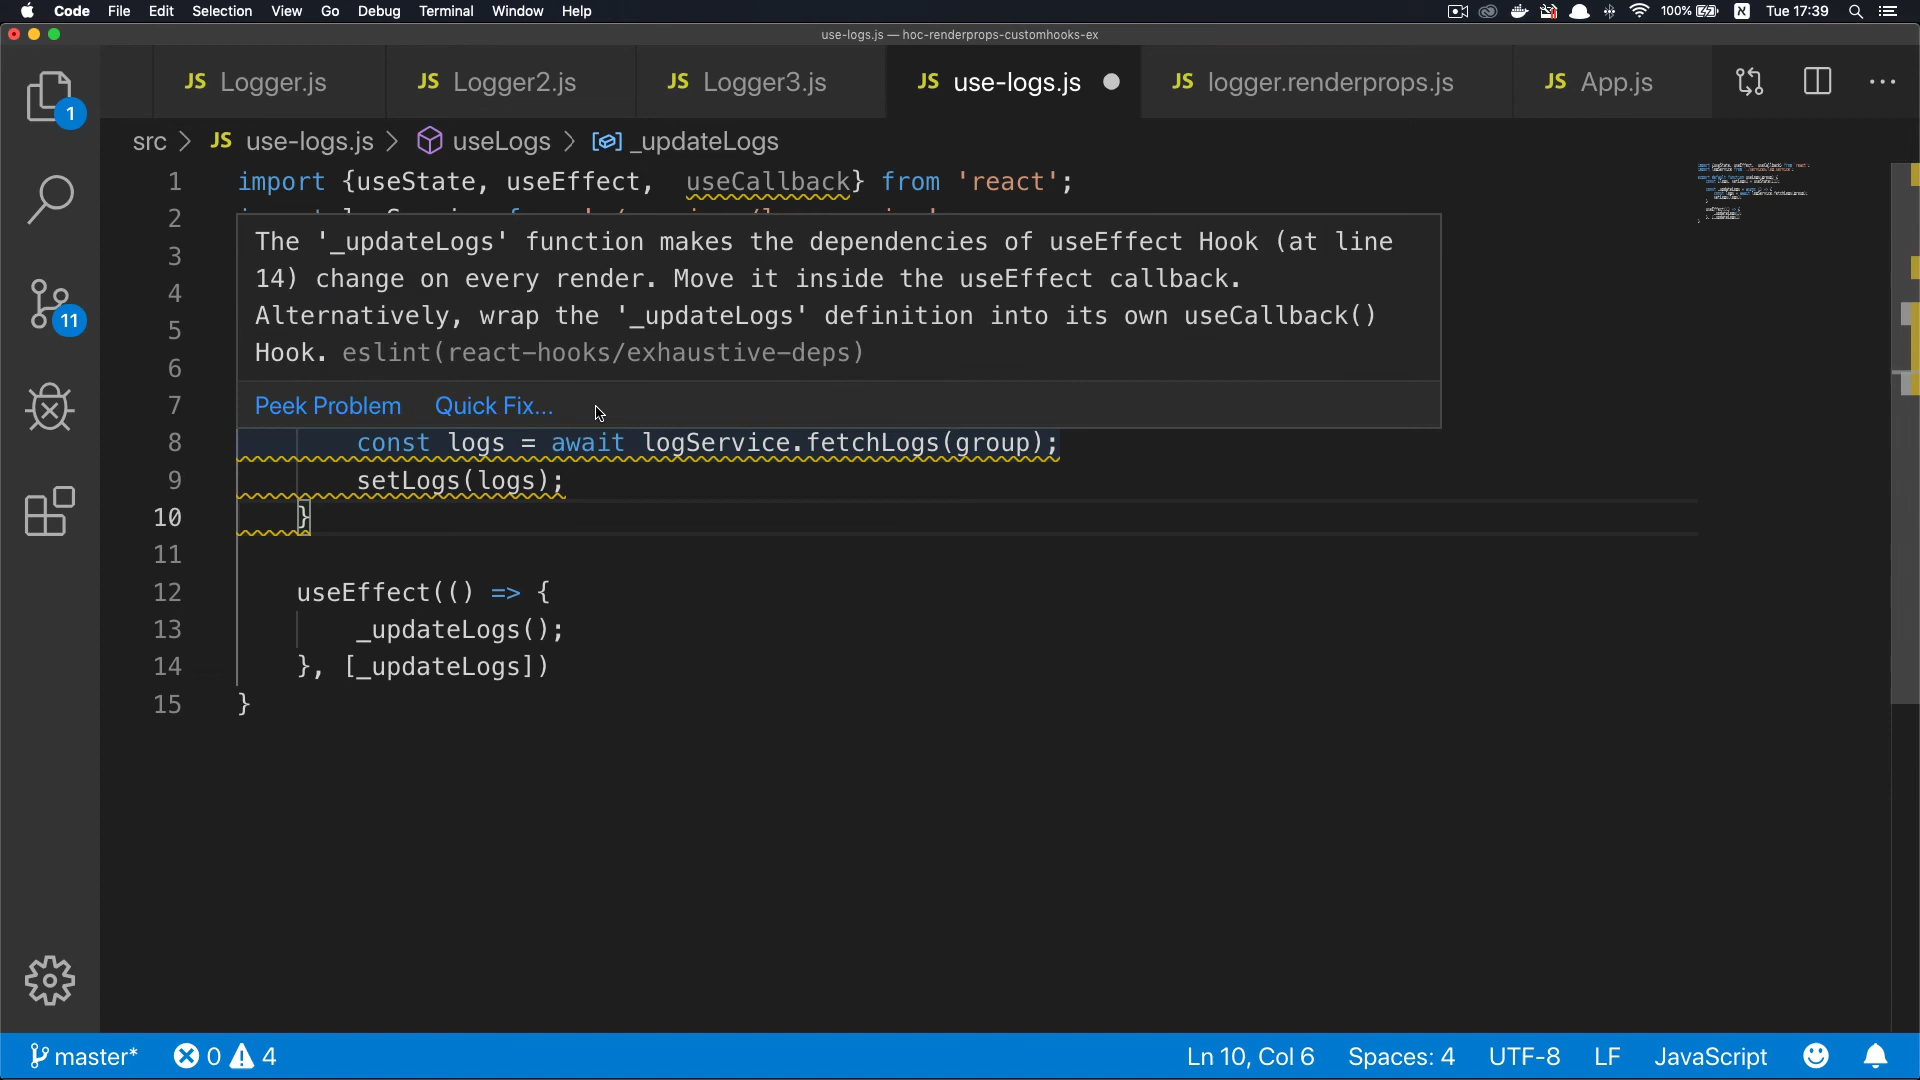 Code File Edit Selection View Go Debug Terminal Window Help 100% Tue 17:39
use-logs.js — hoc-renderprops-customhooks-ex
JS Logger.js JS Logger2.js JS Logger3.js JS use-logs.js JS logger.renderprops.js JS App.js
1
src > JS use-logs.js > useLogs > _updateLogs
1 import {useState, useEffect,  useCallback} from 'react';
2
The '_updateLogs' function makes the dependencies of useEffect Hook (at line
3
14) change on every render. Move it inside the useEffect callback.
4
Alternatively, wrap the '_updateLogs' definition into its own useCallback()
5
11
Hook. eslint(react-hooks/exhaustive-deps)
6
7 Peek Problem Quick Fix...
8 const logs = await logService.fetchLogs(group);
9 setLogs(logs);
10 }
11
12 useEffect(() => {
13 _updateLogs();
14 }, [_updateLogs])
15 }
master* 0 4 Ln 10, Col 6 Spaces: 4 UTF-8 LF JavaScript